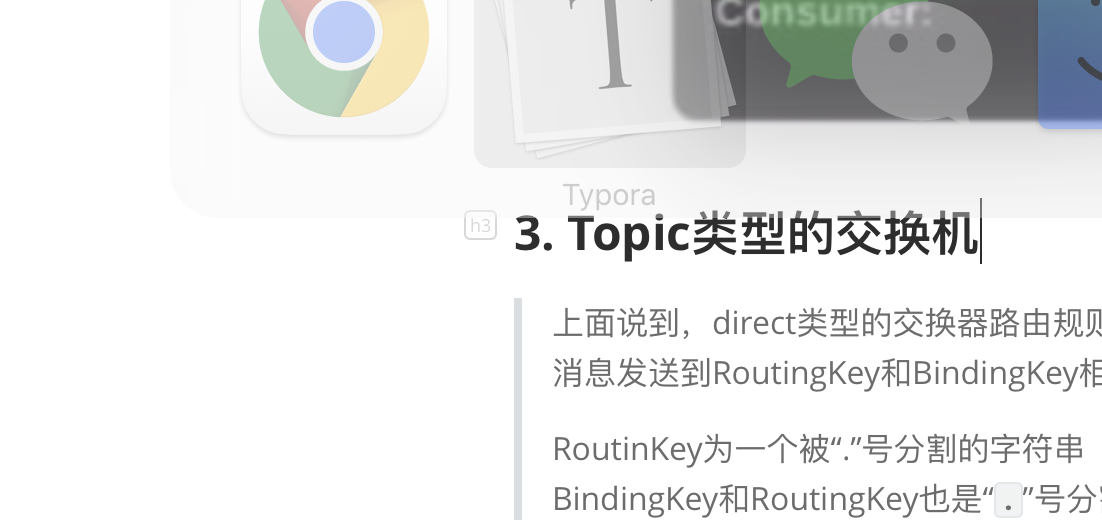 Consumer:
T
Typora
h3
3. Topic类型的交换机
上面说到，direct类型的交换器路由规则
消息发送到RoutingKey和BindingKey相
RoutinKey为一个被“.”号分割的字符串
BindingKey和RoutingKey也是“.”号分